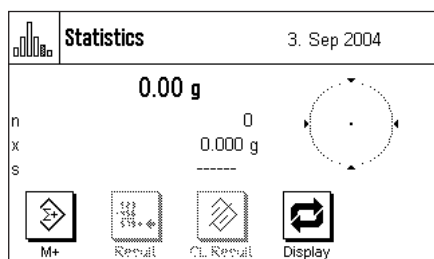 Statistics 3. Sep 2004
0.00 g
n 0
x 0.000 g
s ------
Σ+
M+ Result CL Result Display